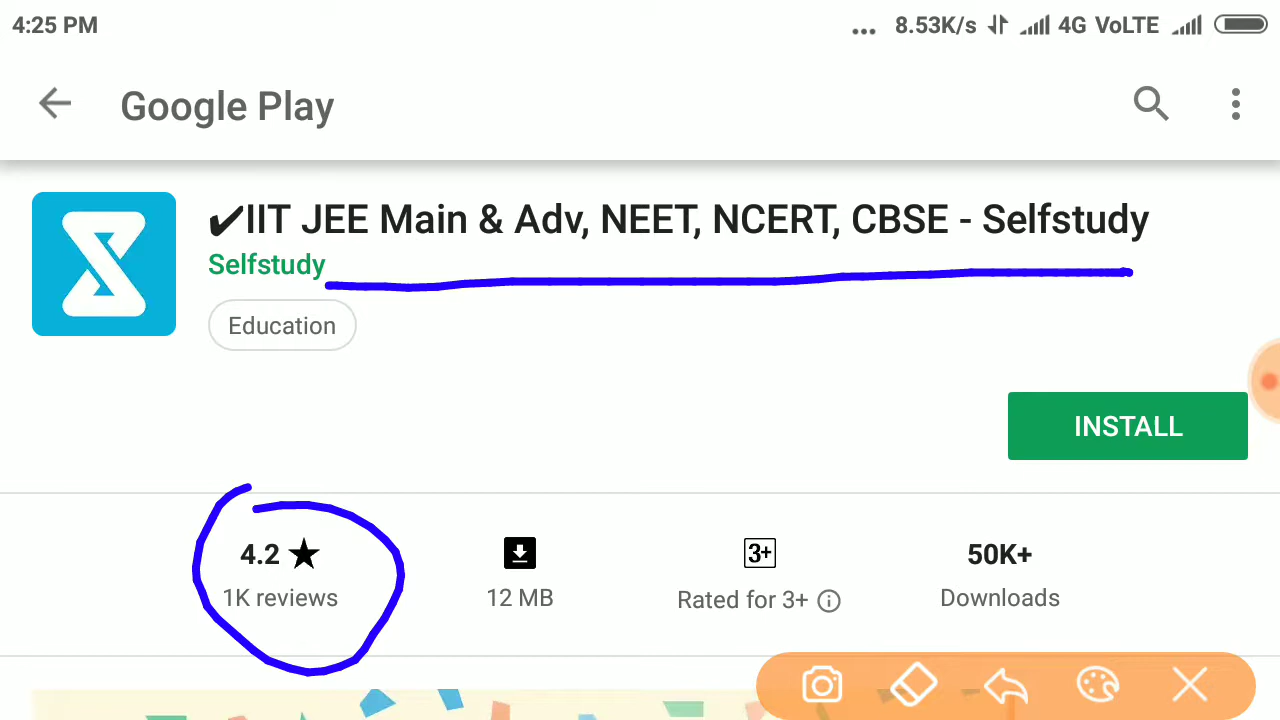 4:25 PM ... 8.53K/s 4G VoLTE
Google Play
✔IIT JEE Main & Adv, NEET, NCERT, CBSE - Selfstudy
Selfstudy
Education
INSTALL
4.2 ★ 3+ 50K+
1K reviews 12 MB Rated for 3+ Downloads